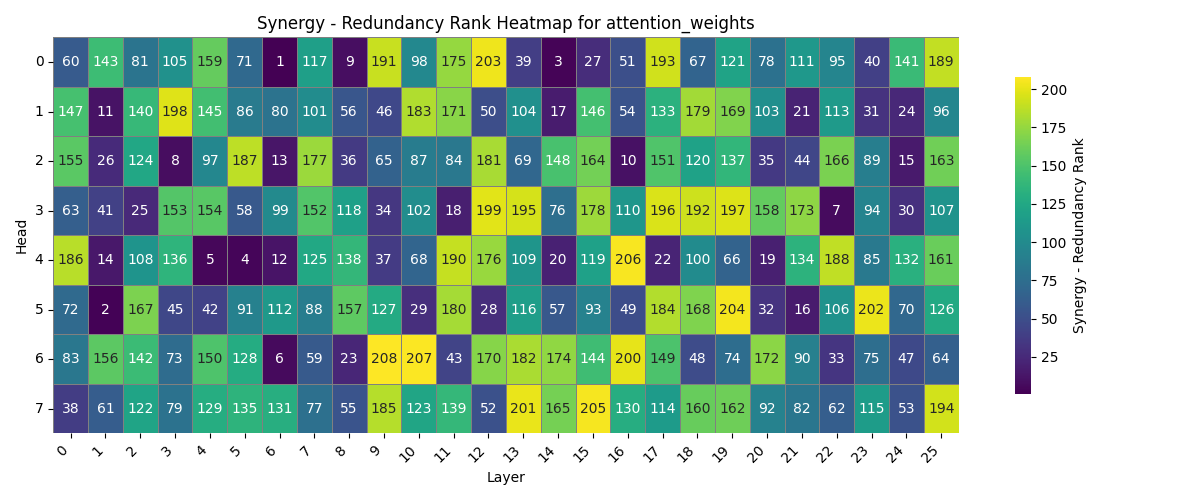 Synergy - Redundancy Rank Heatmap for attention_weights
0 60 143 81 105 159 71 1 117 9 191 98 175 203 39 3 27 51 193 67 121 78 111 95 40 141 189
1 147 11 140 198 145 86 80 101 56 46 183 171 50 104 17 146 54 133 179 169 103 21 113 31 24 96
2 155 26 124 8 97 187 13 177 36 65 87 84 181 69 148 164 10 151 120 137 35 44 166 89 15 163
3 63 41 25 153 154 58 99 152 118 34 102 18 199 195 76 178 110 196 192 197 158 173 7 94 30 107
4 186 14 108 136 5 4 12 125 138 37 68 190 176 109 20 119 206 22 100 66 19 134 188 85 132 161
5 72 2 167 45 42 91 112 88 157 127 29 180 28 116 57 93 49 184 168 204 32 16 106 202 70 126
6 83 156 142 73 150 128 6 59 23 208 207 43 170 182 174 144 200 149 48 74 172 90 33 75 47 64
7 38 61 122 79 129 135 131 77 55 185 123 139 52 201 165 205 130 114 160 162 92 82 62 115 53 194
0 1 2 3 4 5 6 7 8 9 10 11 12 13 14 15 16 17 18 19 20 21 22 23 24 25
Layer
Head
200
175
150
125
100
75
50
25
Synergy - Redundancy Rank